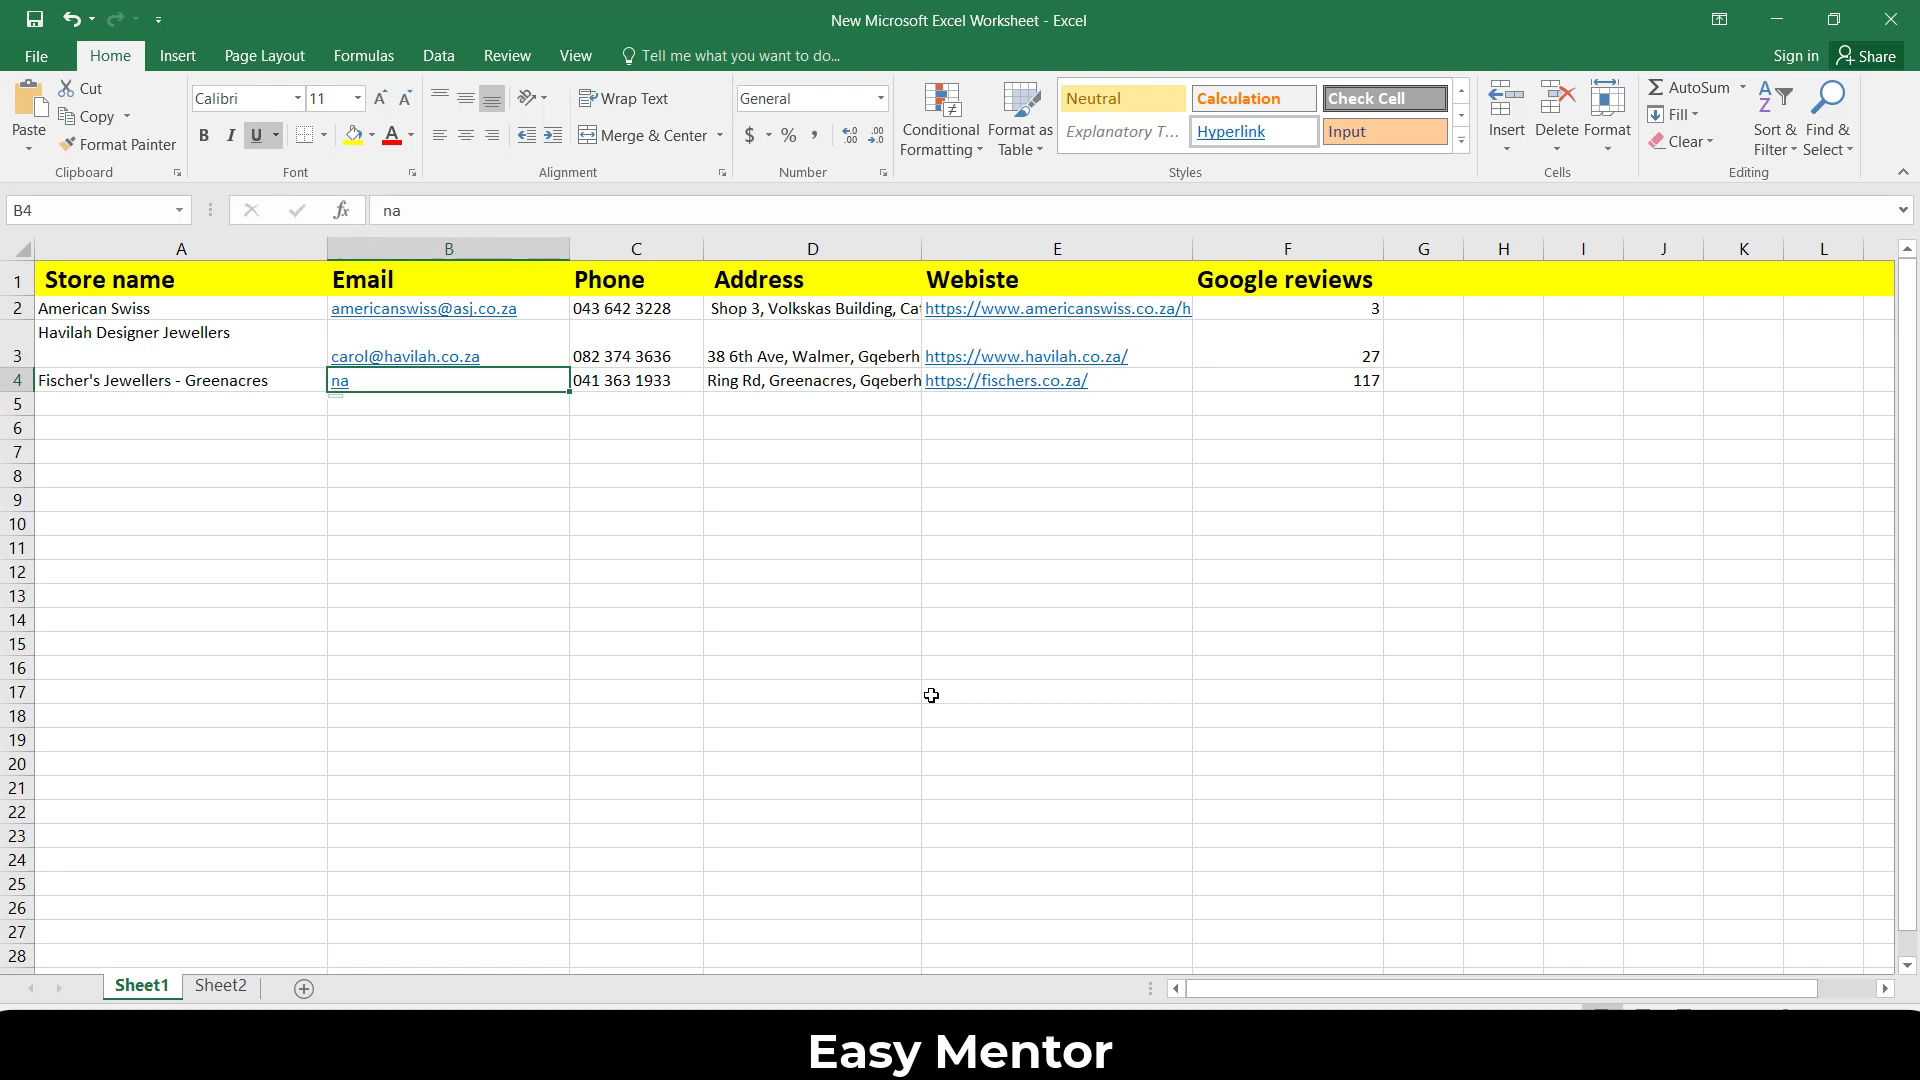 New Microsoft Excel Worksheet - Excel
File Home Insert Page Layout Formulas Data Review View Tell me what you want to do... Sign in Share
Paste
Cut
Copy
Format Painter
Clipboard
Calibri 11
B I U
Font
Wrap Text
Merge & Center
Alignment
General
$ % ,
Number
Conditional Formatting
Format as Table
Neutral Calculation Check Cell
Explanatory T... Hyperlink Input
Styles
Insert Delete Format
Cells
AutoSum
Fill
Clear
Sort & Filter
Find & Select
Editing
B4 fx na
A B C D E F G H I J K L
1 Store name Email Phone Address Webiste Google reviews
2 American Swiss americanswiss@asj.co.za 043 642 3228 Shop 3, Volkskas Building, Cat https://www.americanswiss.co.za/h 3
3 Havilah Designer Jewellers carol@havilah.co.za 082 374 3636 38 6th Ave, Walmer, Gqeberh https://www.havilah.co.za/ 27
4 Fischer's Jewellers - Greenacres na 041 363 1933 Ring Rd, Greenacres, Gqeberh https://fischers.co.za/ 117
5
6
7
8
9
10
11
12
13
14
15
16
17
18
19
20
21
22
23
24
25
26
27
28
Sheet1 Sheet2
Easy Mentor